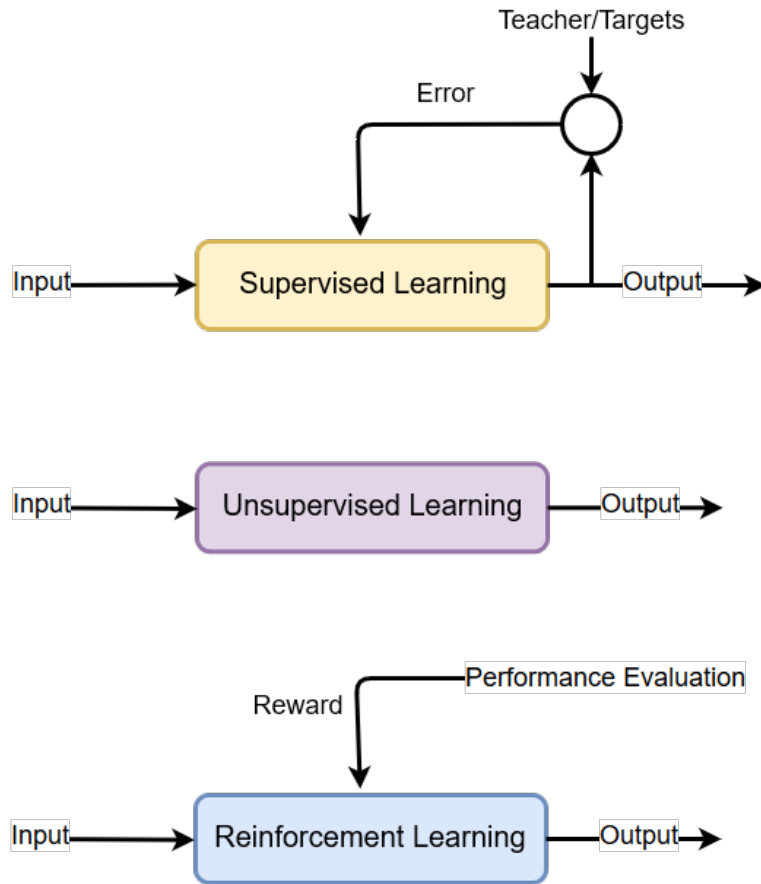 Teacher/Targets
Error
Input
Supervised Learning
Output
Input
Unsupervised Learning
Output
Performance Evaluation
Reward
Input
Reinforcement Learning
Output